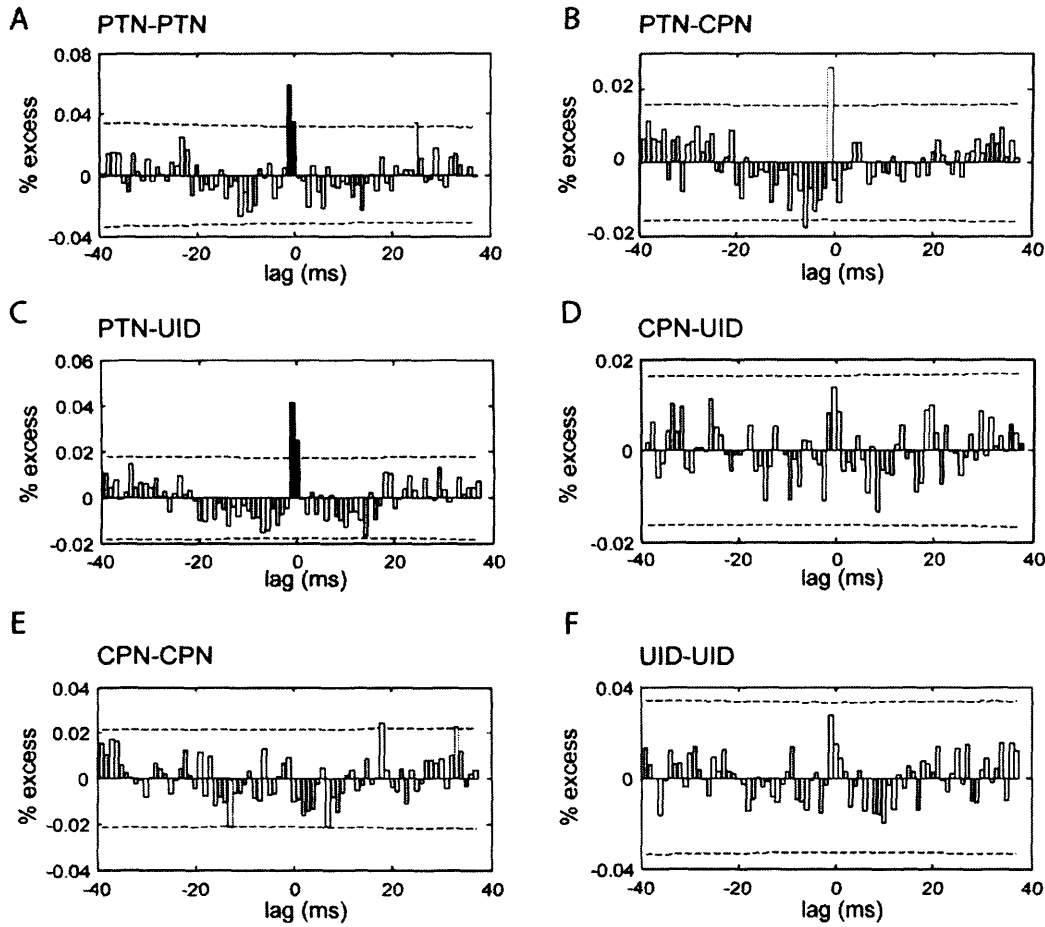 A PTN-PTN
0.08
0.04
0
-0.04
% excess
-40 -20 0 20 40
lag (ms)
B PTN-CPN
0.02
0
-0.02
% excess
-40 -20 0 20 40
lag (ms)
C PTN-UID
0.06
0.04
0.02
0
-0.02
% excess
-40 -20 0 20 40
lag (ms)
D CPN-UID
0.02
0
-0.02
% excess
-40 -20 0 20 40
lag (ms)
E CPN-CPN
0.04
0.02
0
-0.02
-0.04
% excess
-40 -20 0 20 40
lag (ms)
F UID-UID
0.04
0
-0.04
% excess
-40 -20 0 20 40
lag (ms)